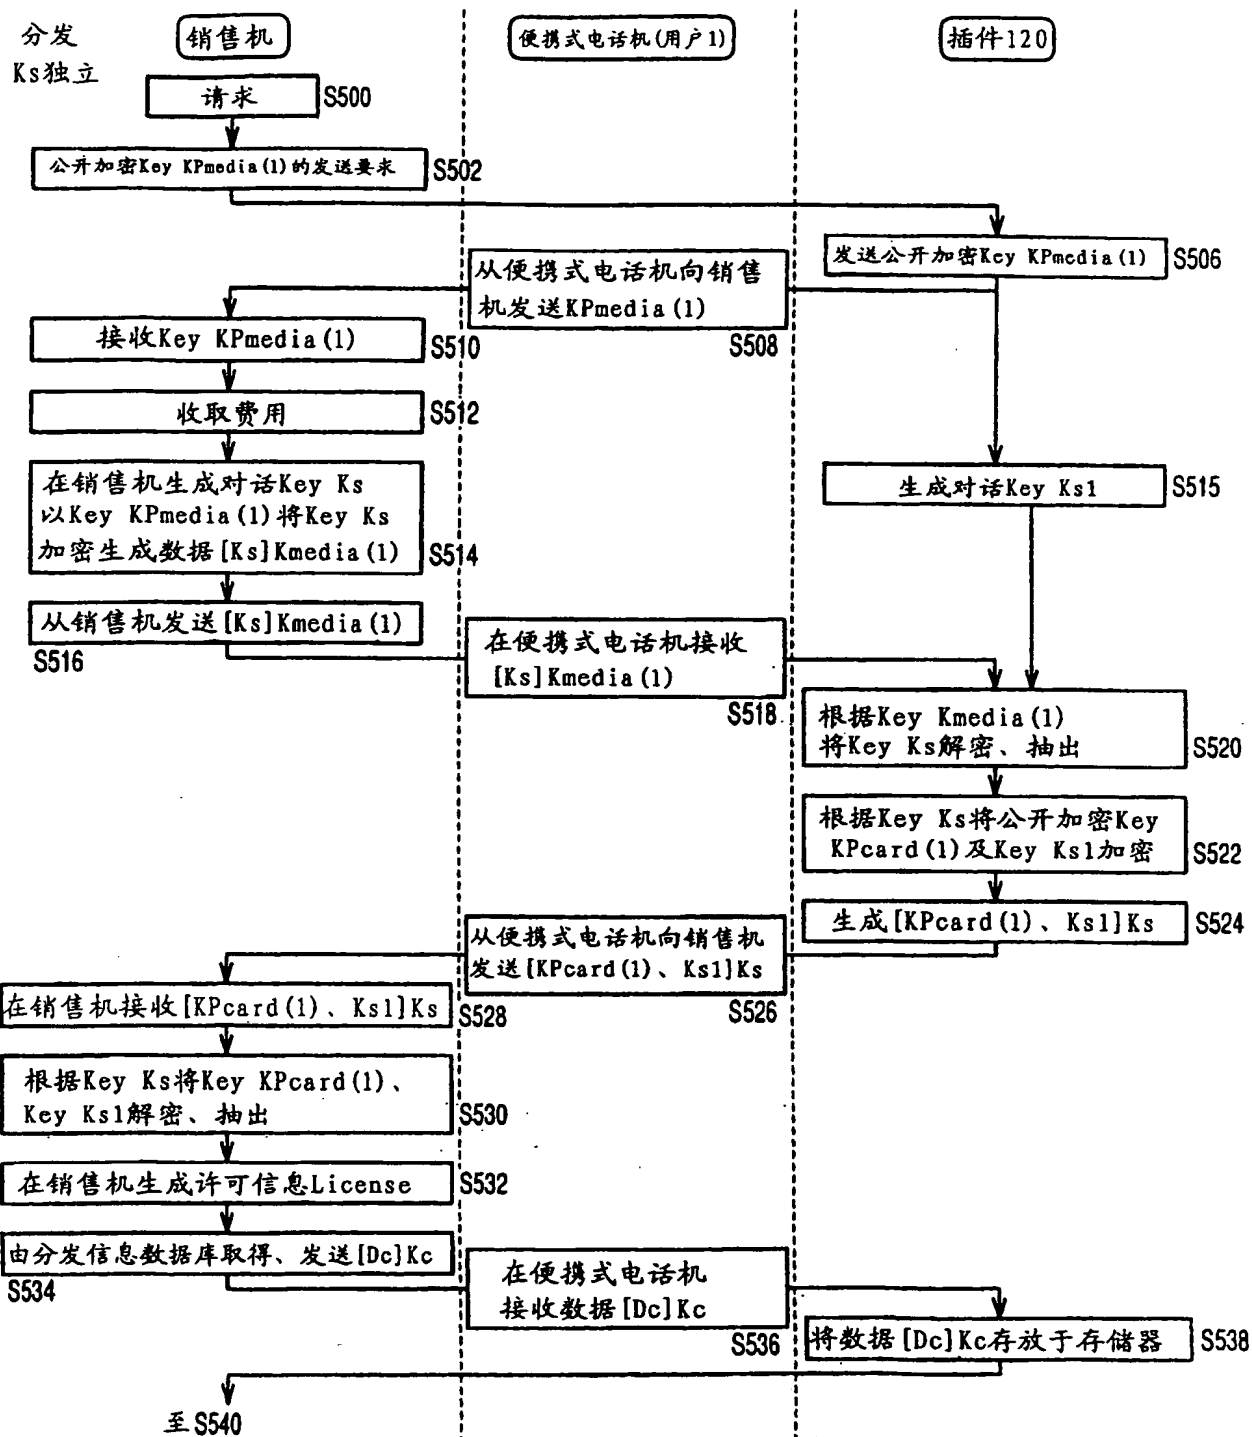 分发
Ks独立
销售机
便携式电话机(用户1)
插件120
请求
S500
公开加密Key KPmedia(1)的发送要求
S502
发送公开加密Key KPmedia(1)
S506
从便携式电话机向销售
机发送KPmedia(1)
S508
接收Key KPmedia(1)
S510
收取费用
S512
在销售机生成对话Key Ks
以Key KPmedia(1)将Key Ks
加密生成数据[Ks]Kmedia(1)
S514
生成对话Key Ks1
S515
从销售机发送[Ks]Kmedia(1)
S516
在便携式电话机接收
[Ks]Kmedia(1)
S518
根据Key Kmedia(1)
将Key Ks解密、抽出
S520
根据Key Ks将公开加密Key
KPcard(1)及Key Ks1加密
S522
生成[KPcard(1)、Ks1]Ks
S524
从便携式电话机向销售机
发送[KPcard(1)、Ks1]Ks
S526
在销售机接收[KPcard(1)、Ks1]Ks
S528
根据Key Ks将Key KPcard(1)、
Key Ks1解密、抽出
S530
在销售机生成许可信息License
S532
由分发信息数据库取得、发送[Dc]Kc
S534
在便携式电话机
接收数据[Dc]Kc
S536
将数据[Dc]Kc存放于存储器
S538
至S540